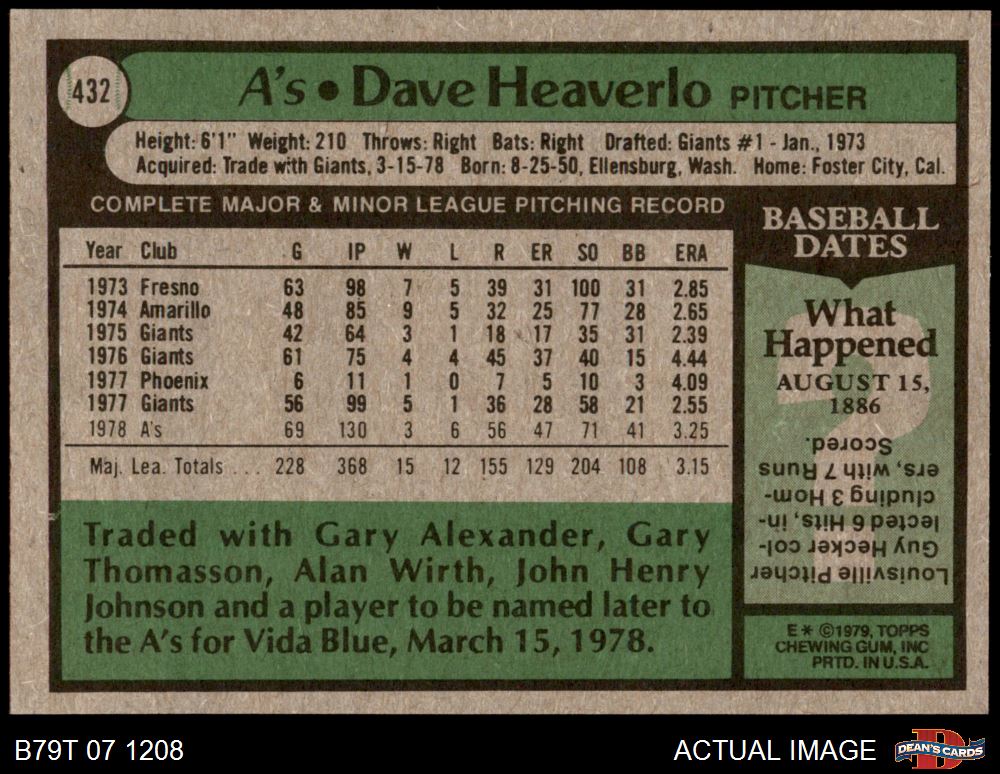 432
A's • Dave Heaverlo PITCHER
Height: 6'1" Weight: 210 Throws: Right Bats: Right Drafted: Giants #1 - Jan., 1973
Acquired: Trade with Giants, 3-15-78 Born: 8-25-50, Ellensburg, Wash. Home: Foster City, Cal.
COMPLETE MAJOR & MINOR LEAGUE PITCHING RECORD
Year Club G IP W L R ER SO BB ERA
1973 Fresno 63 98 7 5 39 31 100 31 2.85
1974 Amarillo 48 85 9 5 32 25 77 28 2.65
1975 Giants 42 64 3 1 18 17 35 31 2.39
1976 Giants 61 75 4 4 45 37 40 15 4.44
1977 Phoenix 6 11 1 0 7 5 10 3 4.09
1977 Giants 56 99 5 1 36 28 58 21 2.55
1978 A's 69 130 3 6 56 47 71 41 3.25
Maj. Lea. Totals . . . 228 368 15 12 155 129 204 108 3.15
Traded with Gary Alexander, Gary
Thomasson, Alan Wirth, John Henry
Johnson and a player to be named later to
the A's for Vida Blue, March 15, 1978.
BASEBALL
DATES
What
Happened
AUGUST 15,
1886
Louisville Pitcher
Guy Hecker col-
lected 6 Hits, in-
cluding 3 Hom-
ers, with 7 Runs
Scored.
E* ©1979, TOPPS
CHEWING GUM, INC
PRTD. IN U.S.A.
B79T 07 1208
ACTUAL IMAGE
D
DEAN'S CARDS